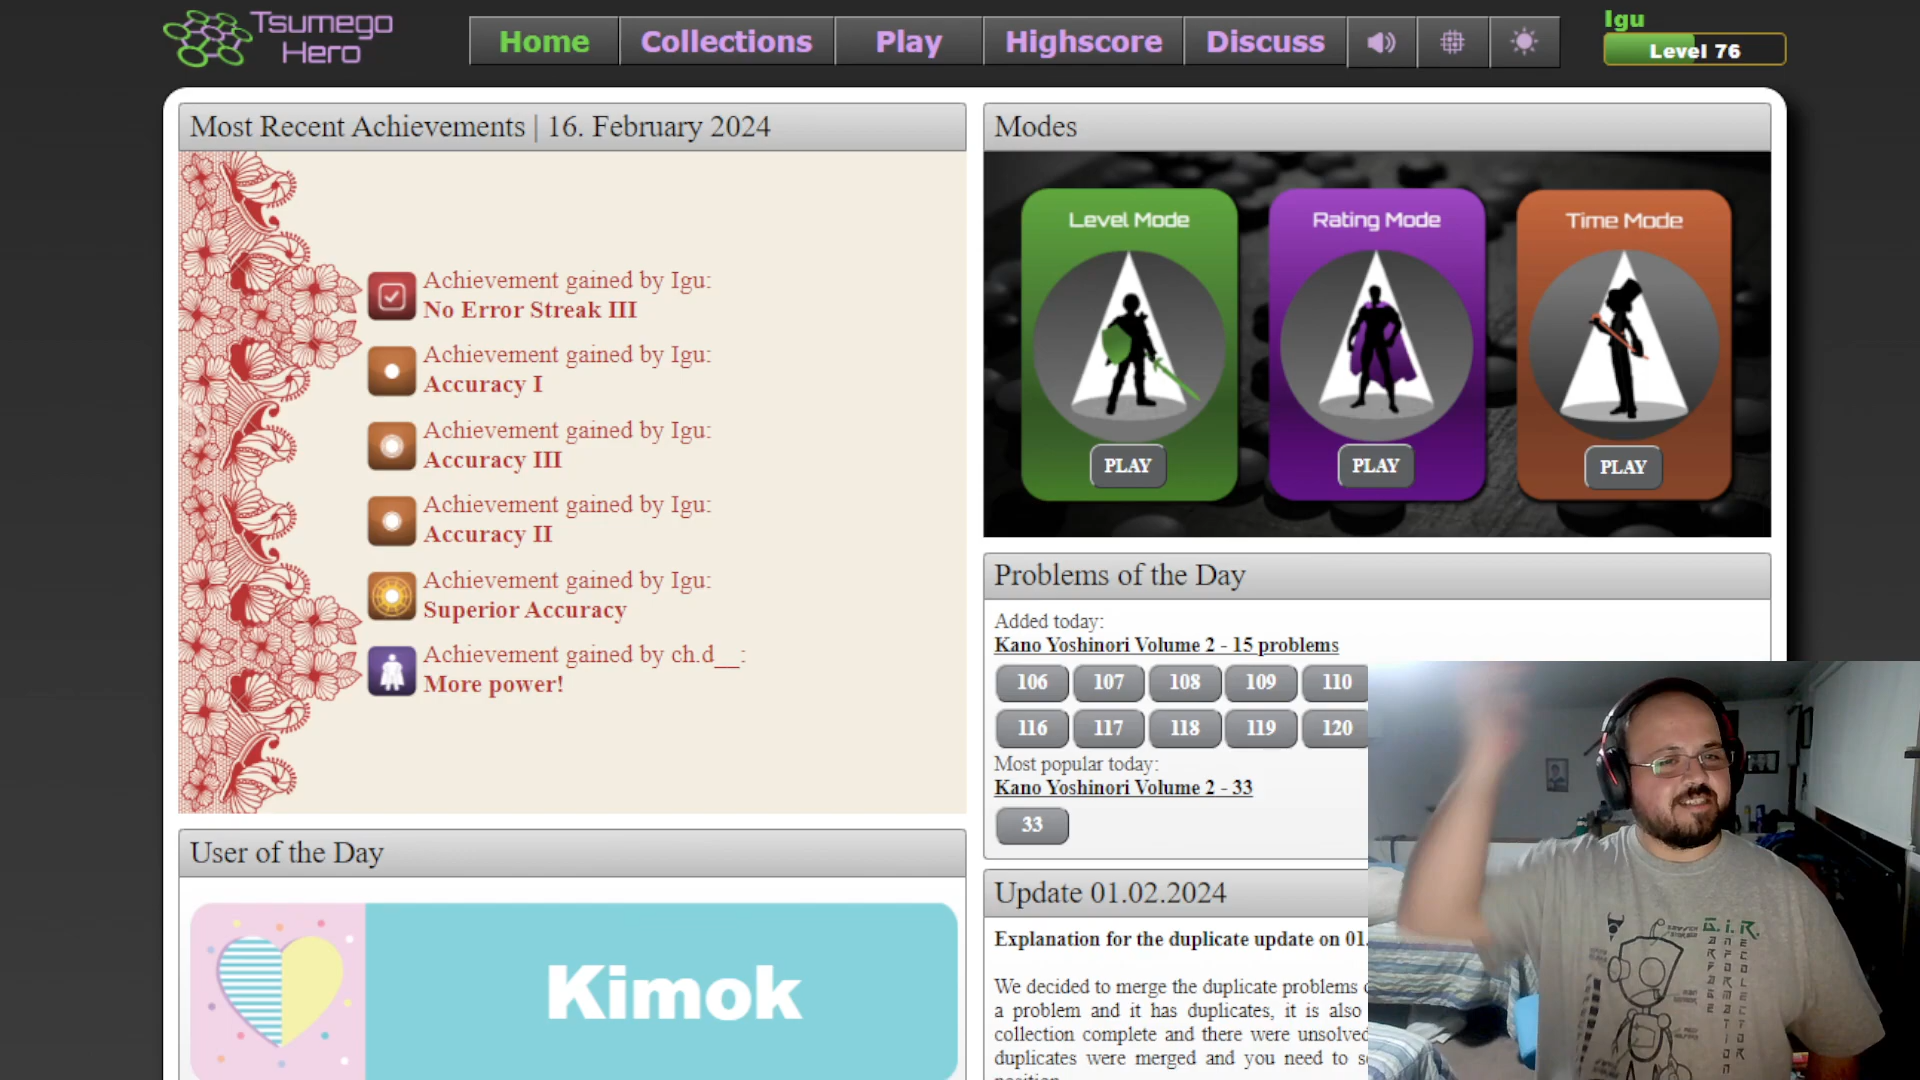 Tsumego
Hero
Home
Collections
Play
Highscore
Discuss
Igu
Level 76
Most Recent Achievements | 16. February 2024
Achievement gained by Igu:
No Error Streak III
Achievement gained by Igu:
Accuracy I
Achievement gained by Igu:
Accuracy III
Achievement gained by Igu:
Accuracy II
Achievement gained by Igu:
Superior Accuracy
Achievement gained by ch.d__:
More power!
User of the Day
Kimok
Modes
Level Mode
Rating Mode
Time Mode
PLAY
PLAY
PLAY
Problems of the Day
Added today:
Kano Yoshinori Volume 2 - 15 problems
106 107 108 109 110
116 117 118 119 120
Most popular today:
Kano Yoshinori Volume 2 - 33
33
Update 01.02.2024
Explanation for the duplicate update on 01.
We decided to merge the duplicate problems
a problem and it has duplicates, it is also
collection complete and there were unsolved
duplicates were merged and you need to
position
G.I.R.
GARBAGE
INFORMATION
RECOLLECTOR